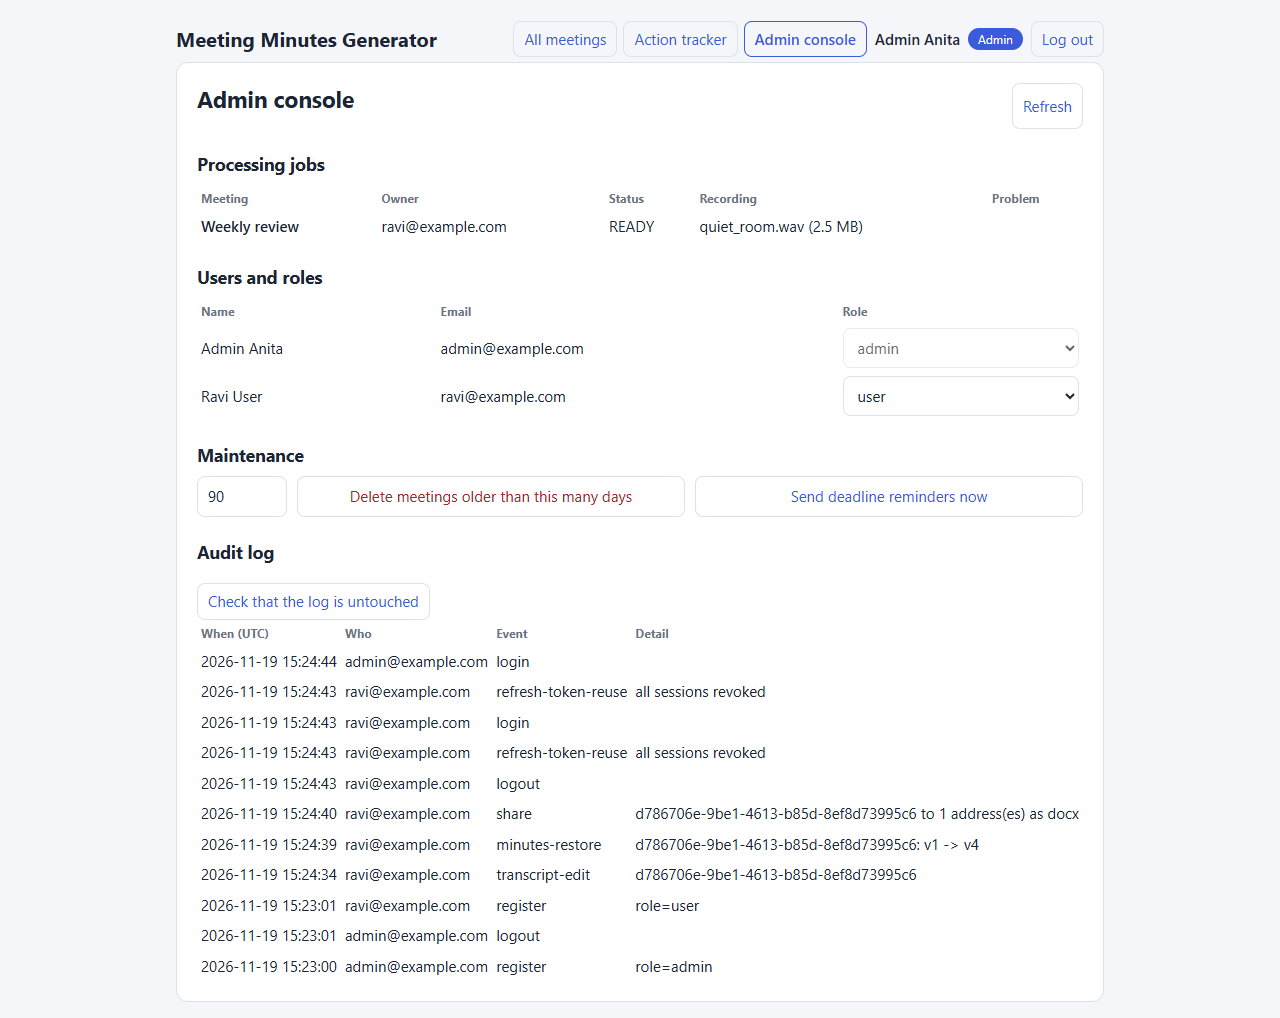 Meeting Minutes Generator All meetings Action tracker Admin console Admin Anita Admin Log out
Admin console Refresh
Processing jobs
Meeting Owner Status Recording Problem
Weekly review ravi@example.com READY quiet_room.wav (2.5 MB)
Users and roles
Name Email Role
Admin Anita admin@example.com admin
Ravi User ravi@example.com user
Maintenance
90 Delete meetings older than this many days Send deadline reminders now
Audit log
Check that the log is untouched
When (UTC) Who Event Detail
2026-11-19 15:24:44 admin@example.com login
2026-11-19 15:24:43 ravi@example.com refresh-token-reuse all sessions revoked
2026-11-19 15:24:43 ravi@example.com login
2026-11-19 15:24:43 ravi@example.com refresh-token-reuse all sessions revoked
2026-11-19 15:24:43 ravi@example.com logout
2026-11-19 15:24:40 ravi@example.com share d786706e-9be1-4613-b85d-8ef8d73995c6 to 1 address(es) as docx
2026-11-19 15:24:39 ravi@example.com minutes-restore d786706e-9be1-4613-b85d-8ef8d73995c6: v1 -> v4
2026-11-19 15:24:34 ravi@example.com transcript-edit d786706e-9be1-4613-b85d-8ef8d73995c6
2026-11-19 15:23:01 ravi@example.com register role=user
2026-11-19 15:23:01 admin@example.com logout
2026-11-19 15:23:00 admin@example.com register role=admin